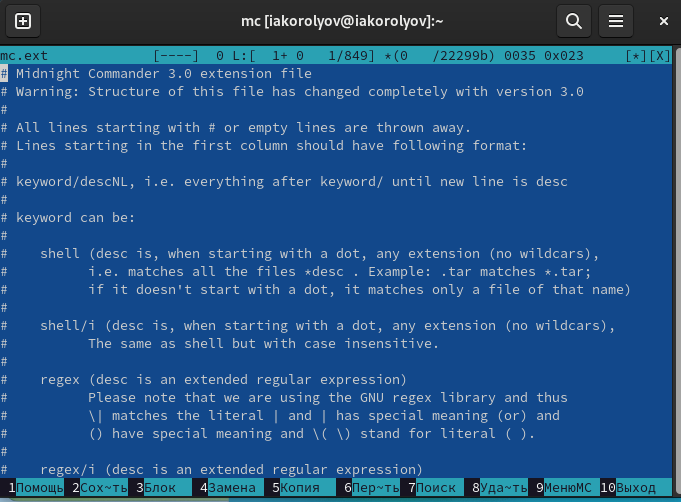 mc [iakorolyov@iakorolyov]:~
mc.ext [----] 0 L:[ 1+ 0 1/849] *(0 /22299b) 0035 0x023 [*][X]
# Midnight Commander 3.0 extension file
# Warning: Structure of this file has changed completely with version 3.0
#
# All lines starting with # or empty lines are thrown away.
# Lines starting in the first column should have following format:
#
# keyword/descNL, i.e. everything after keyword/ until new line is desc
#
# keyword can be:
#
#    shell (desc is, when starting with a dot, any extension (no wildcars),
#          i.e. matches all the files *desc . Example: .tar matches *.tar;
#          if it doesn't start with a dot, it matches only a file of that name)
#
#    shell/i (desc is, when starting with a dot, any extension (no wildcars),
#          The same as shell but with case insensitive.
#
#    regex (desc is an extended regular expression)
#          Please note that we are using the GNU regex library and thus
#          \| matches the literal | and | has special meaning (or) and
#          () have special meaning and \( \) stand for literal ( ).
#
#    regex/i (desc is an extended regular expression)
1Помощь 2Сох~ть 3Блок 4Замена 5Копия 6Пер~ть 7Поиск 8Уда~ть 9МенюMC 10Выход